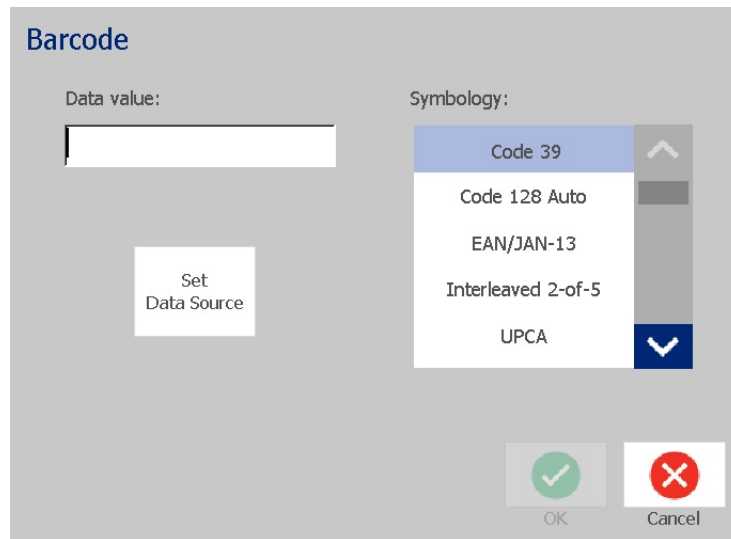 Barcode
Data value:
Symbology:
Code 39
Code 128 Auto
EAN/JAN-13
Interleaved 2-of-5
UPCA
Set
Data Source
OK
Cancel